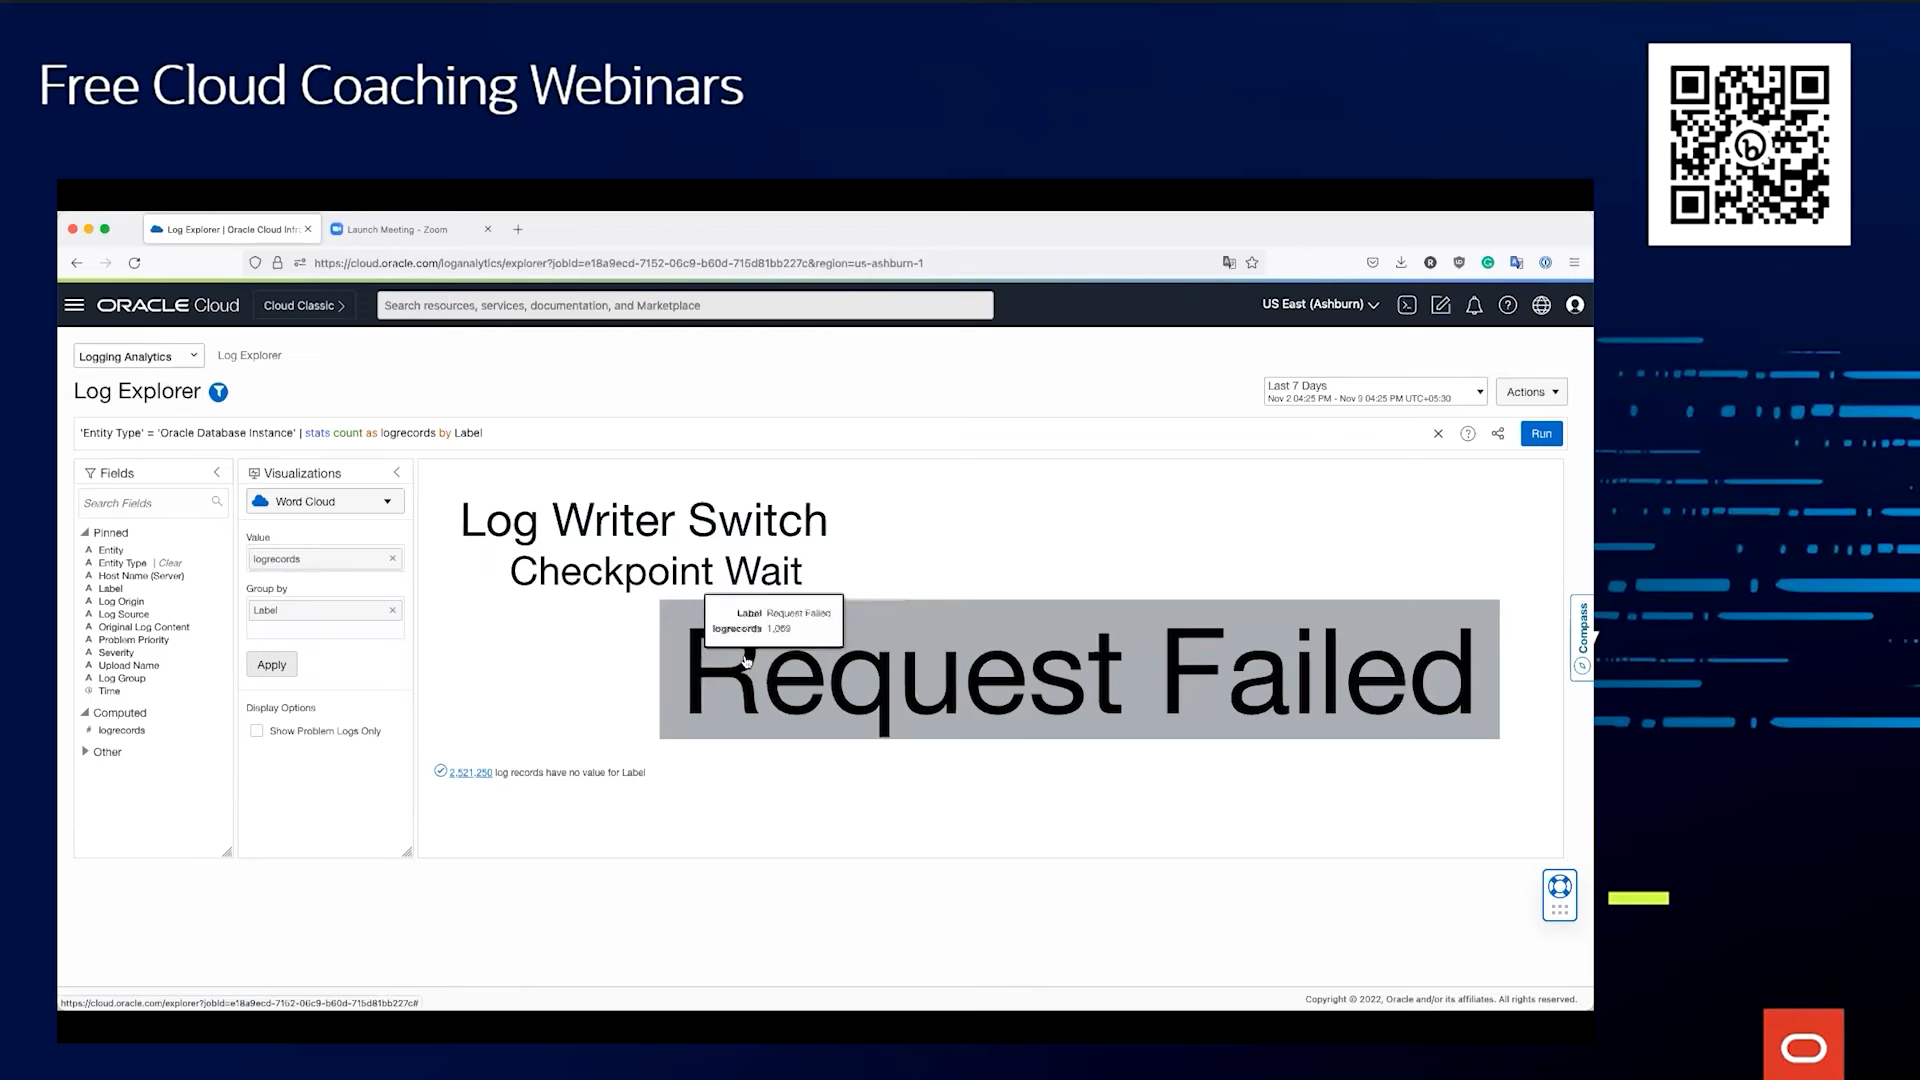 Free Cloud Coaching Webinars
Log Explorer | Oracle Cloud Infr:
Launch Meeting - Zoom
https://cloud.oracle.com/loganalytics/explorer?jobId=e18a9ecd-7152-06c9-b60d-715d81bb227c&region=us-ashburn-1
ORACLE Cloud
Cloud Classic
Search resources, services, documentation, and Marketplace
US East (Ashburn)
Logging Analytics
Log Explorer
Log Explorer
Last 7 Days
Nov 2 04:25 PM - Nov 9 04:25 PM UTC+05:30
Actions
'Entity Type' = 'Oracle Database Instance' | stats count as logrecords by Label
Run
Fields
Search Fields
Pinned
A Entity
A Entity Type | Clear
A Host Name (Server)
A Label
A Log Origin
A Log Source
A Original Log Content
A Problem Priority
A Severity
A Upload Name
A Log Group
Time
Computed
# logrecords
Other
Visualizations
Word Cloud
Value
logrecords
Group by
Label
Apply
Display Options
Show Problem Logs Only
Log Writer Switch
Checkpoint Wait
Label Request Failed
logrecords 1,069
Request Failed
2,521,250 log records have no value for Label
Compass
https://cloud.oracle.com/explorer?jobId=e18a9ecd-7152-06c9-b60d-715d81bb227c#
Copyright © 2022, Oracle and/or its affiliates. All rights reserved.